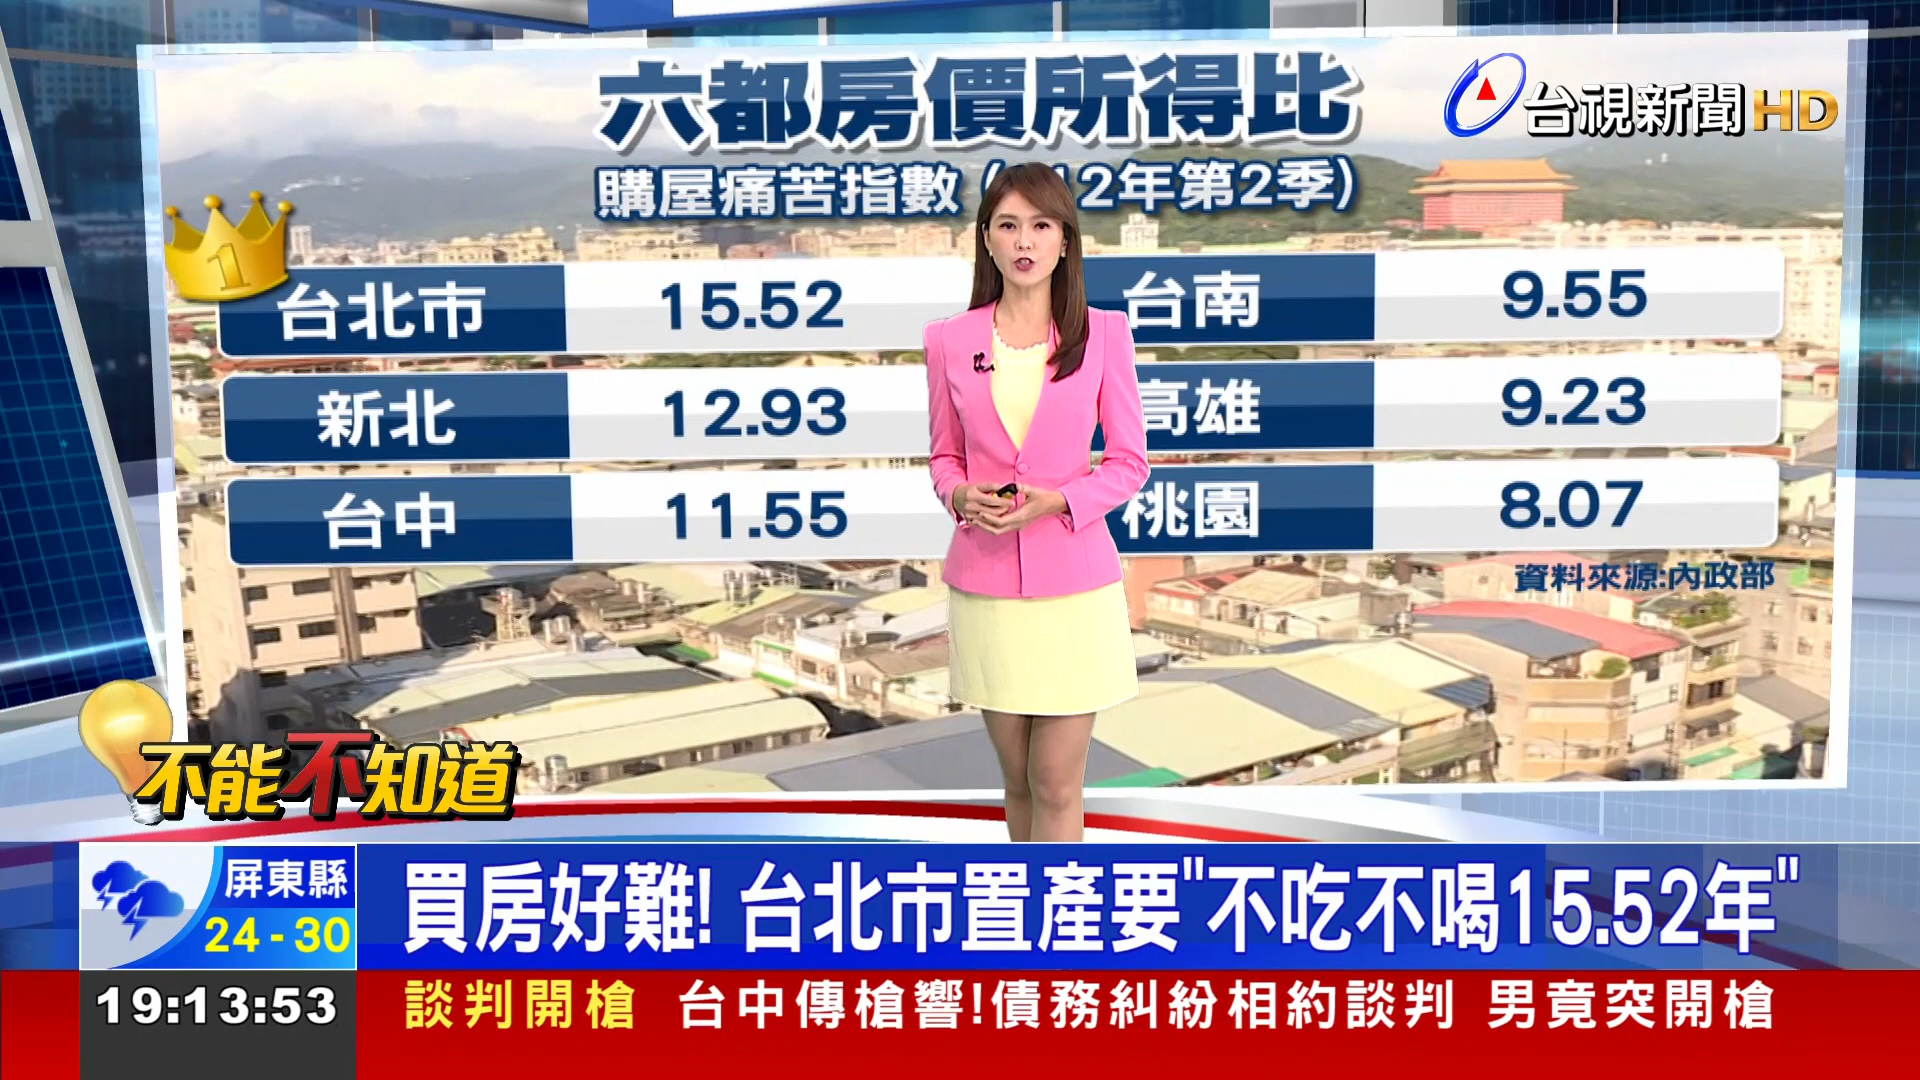 六都房價所得比
台視新聞HD
購屋痛苦指數 ( 12年第2季)
1
台北市 15.52 台南 9.55
新北 12.93 高雄 9.23
台中 11.55 桃園 8.07
資料來源:內政部
不能不知道
屏東縣
24-30
買房好難! 台北市置產要"不吃不喝15.52年"
19:13:53
談判開槍 台中傳槍響!債務糾紛相約談判 男竟突開槍